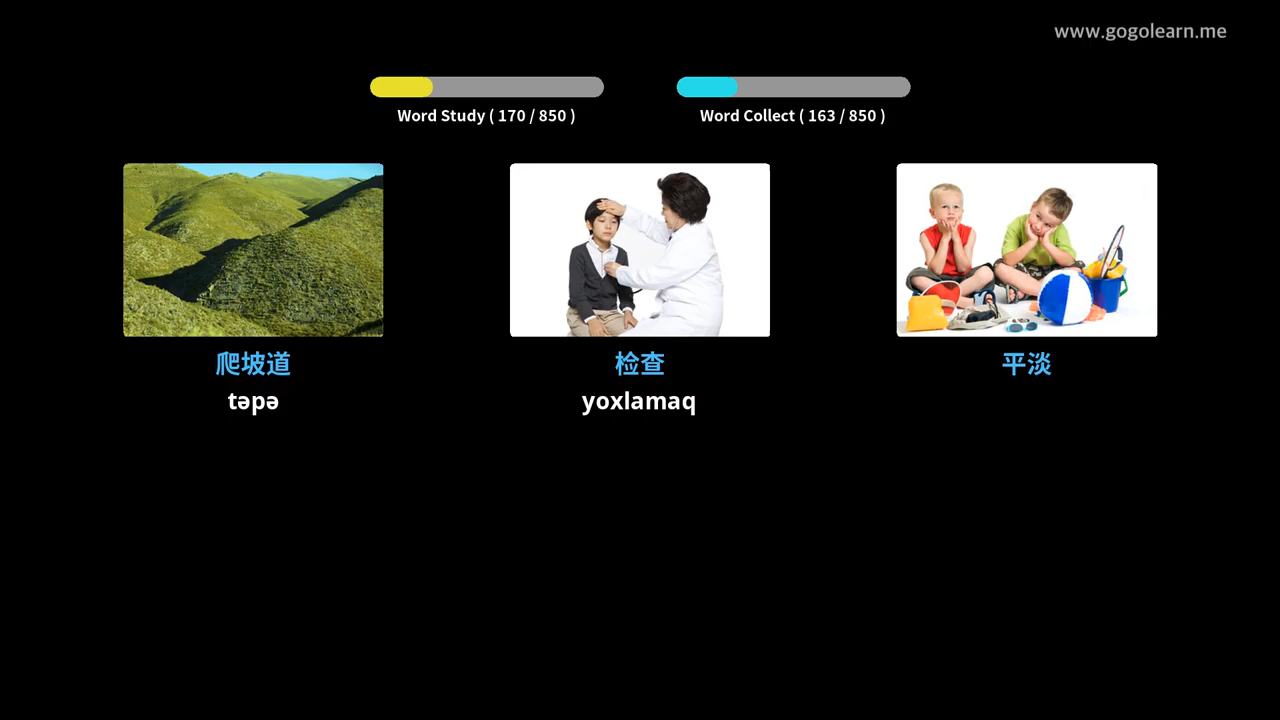 www.gogolearn.me
Word Study ( 170 / 850 )
Word Collect ( 163 / 850 )
爬坡道
təpə
检查
yoxlamaq
平淡